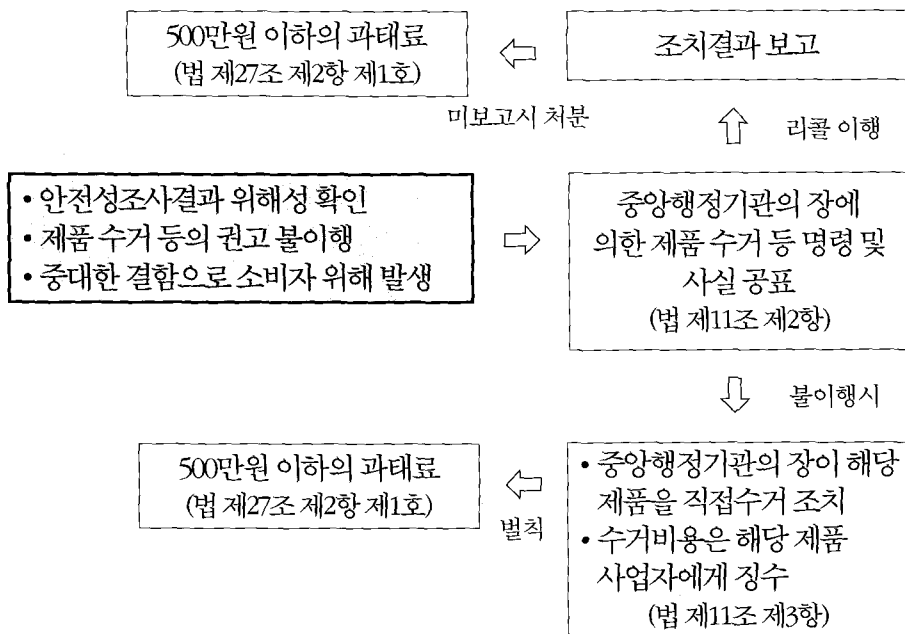 500만원 이하의 과태료
(법 제27조 제2항 제1호)
조치결과 보고
미보고시 처분
리콜 이행
• 안전성조사결과 위해성 확인
• 제품 수거 등의 권고 불이행
• 중대한 결함으로 소비자 위해 발생
중앙행정기관의 장에
의한 제품 수거 등 명령 및
사실 공표
(법 제11조 제2항)
불이행시
500만원 이하의 과태료
(법 제27조 제2항 제1호)
벌칙
• 중앙행정기관의 장이 해당
제품을 직접수거 조치
• 수거비용은 해당 제품
사업자에게 징수
(법 제11조 제3항)